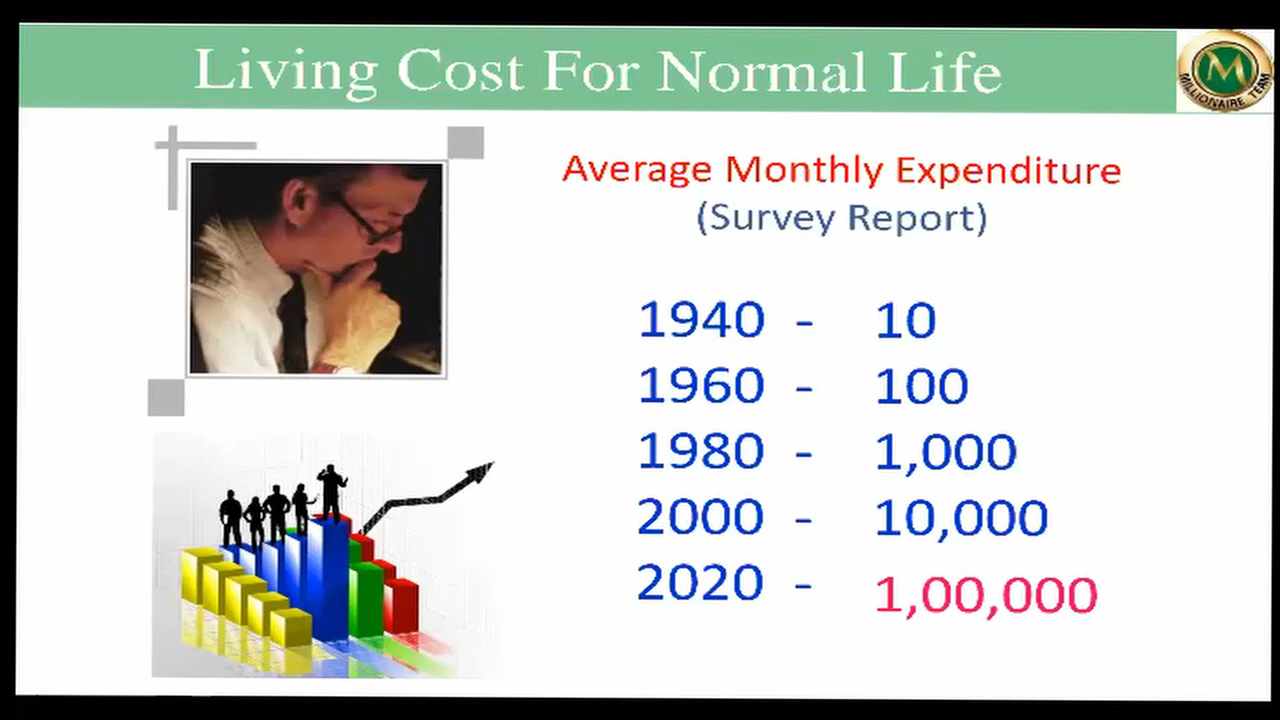 Living Cost For Normal Life
M
MILLIONAIRE TEAM
Average Monthly Expenditure
(Survey Report)
1940 - 10
1960 - 100
1980 - 1,000
2000 - 10,000
2020 - 1,00,000